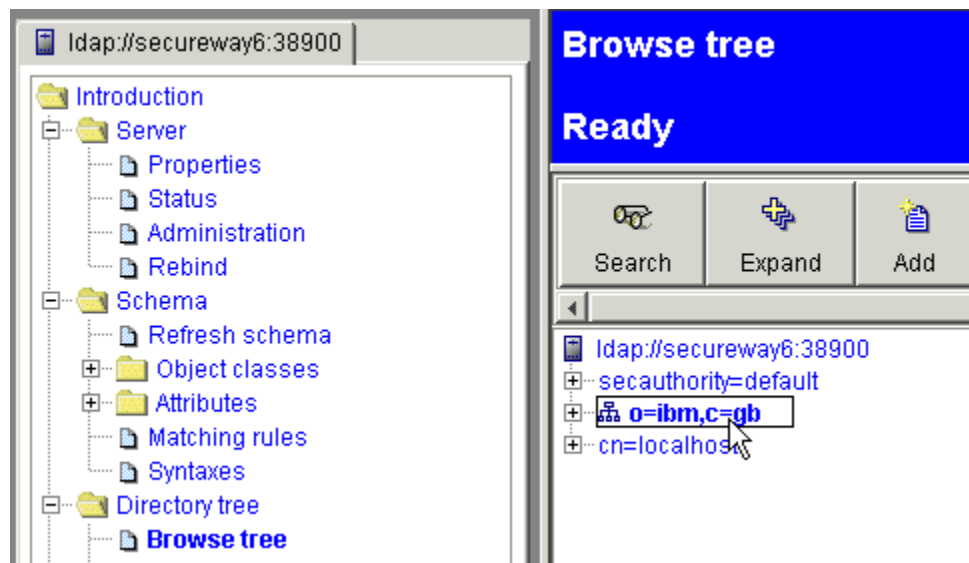 ldap://secureway6:38900
Introduction
Server
Properties
Status
Administration
Rebind
Schema
Refresh schema
Object classes
Attributes
Matching rules
Syntaxes
Directory tree
Browse tree
Browse tree
Ready
Search
Expand
Add
ldap://secureway6:38900
secauthority=default
o=ibm,c=gb
cn=localhost